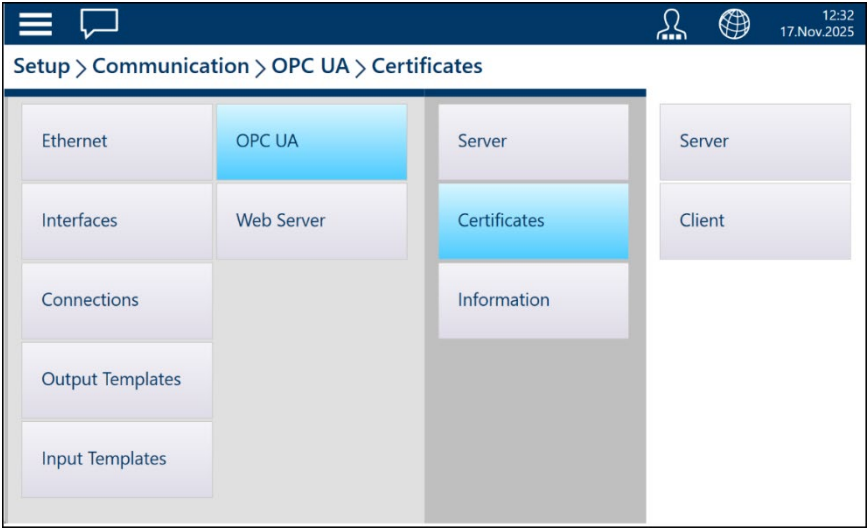 12:32
17.Nov.2025
Setup > Communication > OPC UA > Certificates
Ethernet
OPC UA
Server
Server
Interfaces
Web Server
Certificates
Client
Connections
Information
Output Templates
Input Templates